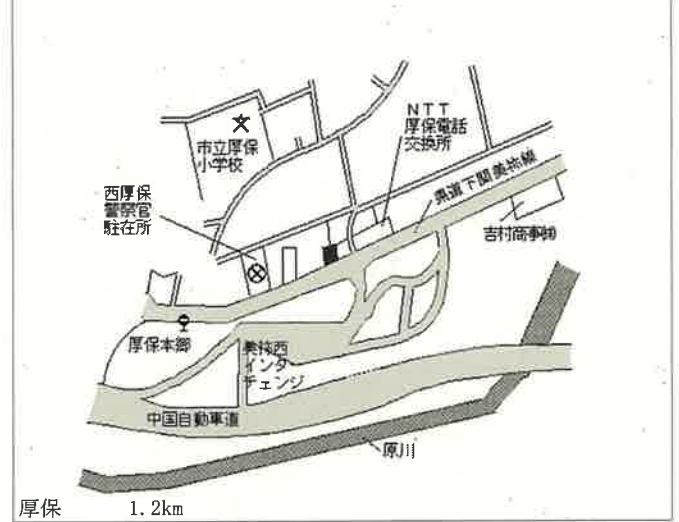 NTT
厚保電話
交換所
市立厚保
小学校
県道下関美祢線
西厚保
警察官
駐在所
吉村商事㈱
厚保本郷
美祢西
インタ
チェンジ
中国自動車道
原川
厚保 1.2km